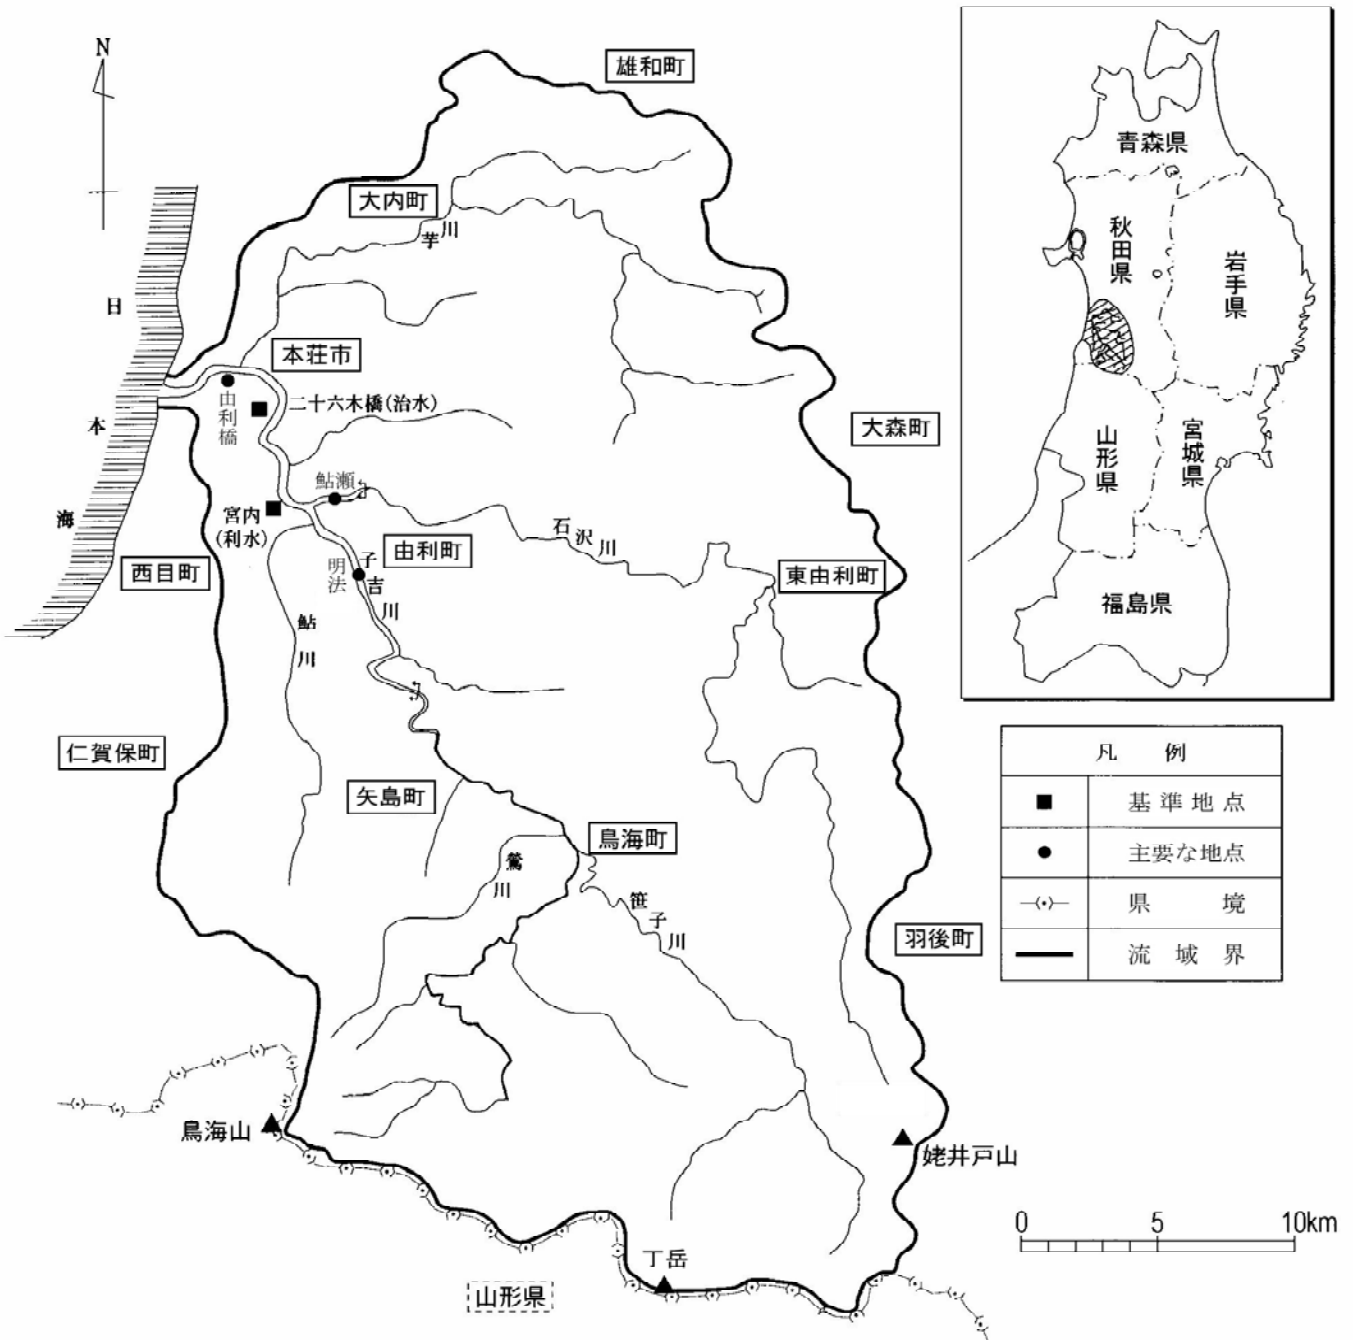 N
雄和町
大内町
芋川
日本海
本荘市
由利橋
二十六木橋(治水)
大森町
鮎瀬
宮内
(利水)
石沢川
西目町
由利町
明法
子吉川
東由利町
鮎川
仁賀保町
矢島町
鳥海町
鶯川
笹子川
羽後町
鳥海山
姥井戸山
丁岳
山形県
青森県
秋田県
岩手県
山形県
宮城県
福島県
凡 例
基準地点
主要な地点
県 境
流域界
0 5 10km